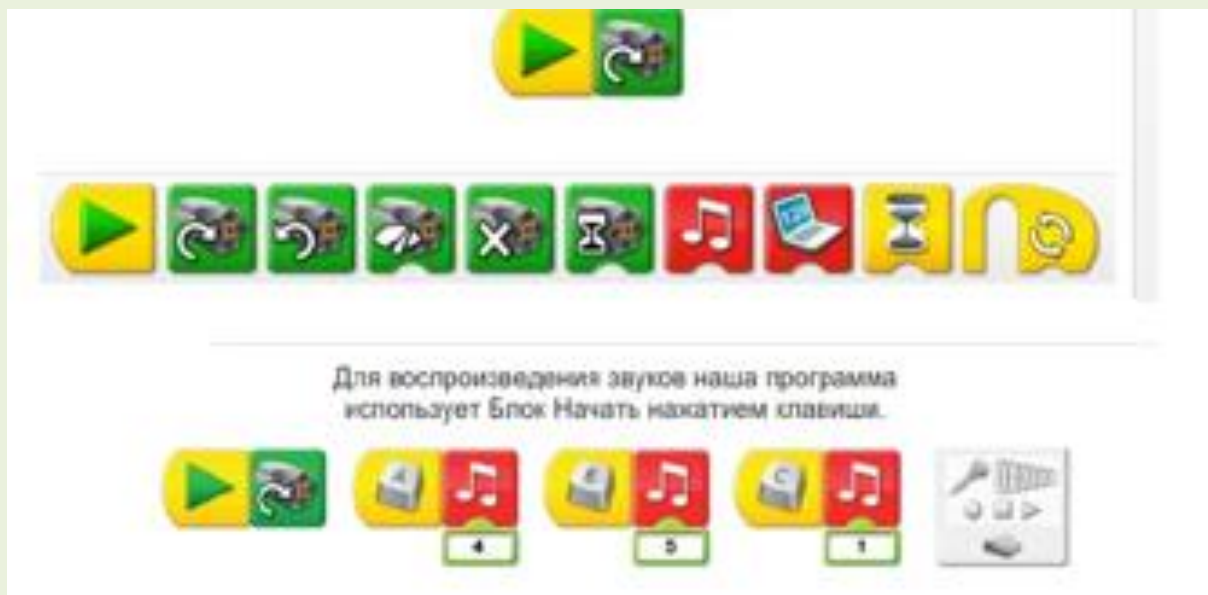 Для воспроизведения звуков наша программа
использует Блок Начать нажатием клавиши.
A
C
4
5
1